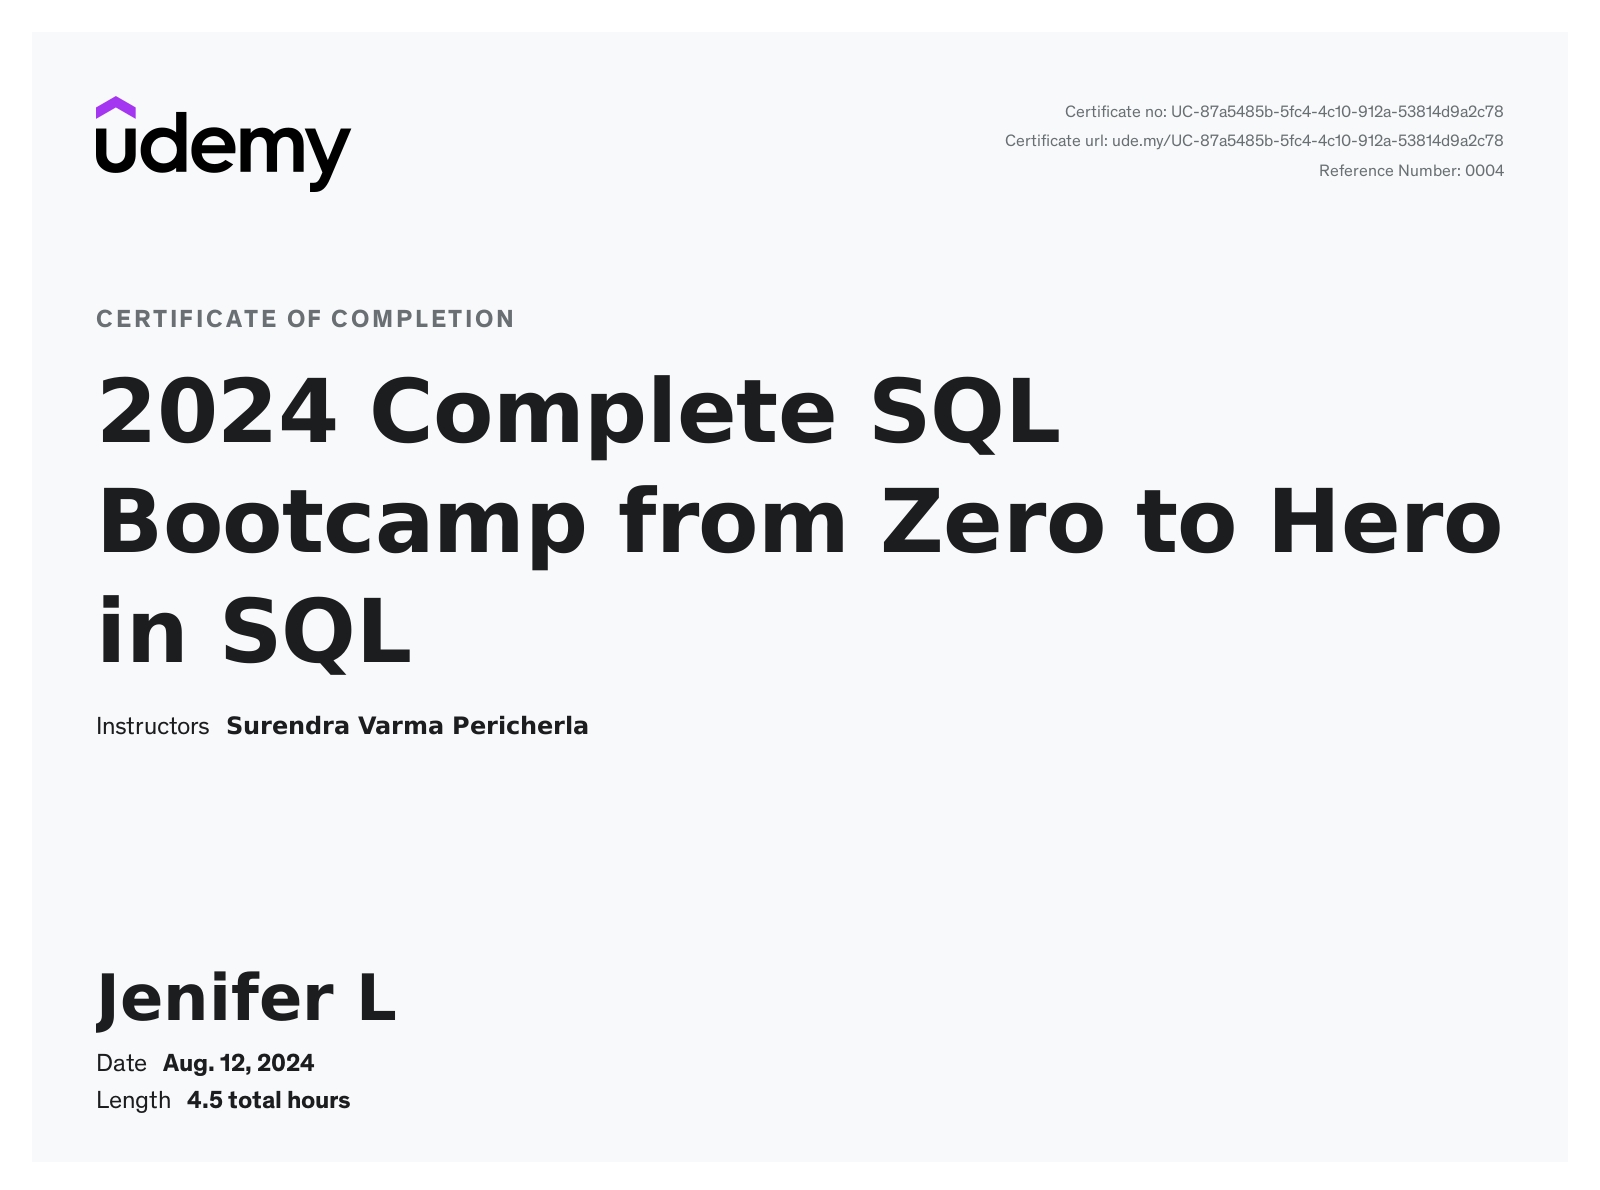 udemy
Certificate no: UC-87a5485b-5fc4-4c10-912a-53814d9a2c78
Certificate url: ude.my/UC-87a5485b-5fc4-4c10-912a-53814d9a2c78
Reference Number: 0004
CERTIFICATE OF COMPLETION
2024 Complete SQL
Bootcamp from Zero to Hero
in SQL
Instructors Surendra Varma Pericherla
Jenifer L
Date Aug. 12, 2024
Length 4.5 total hours